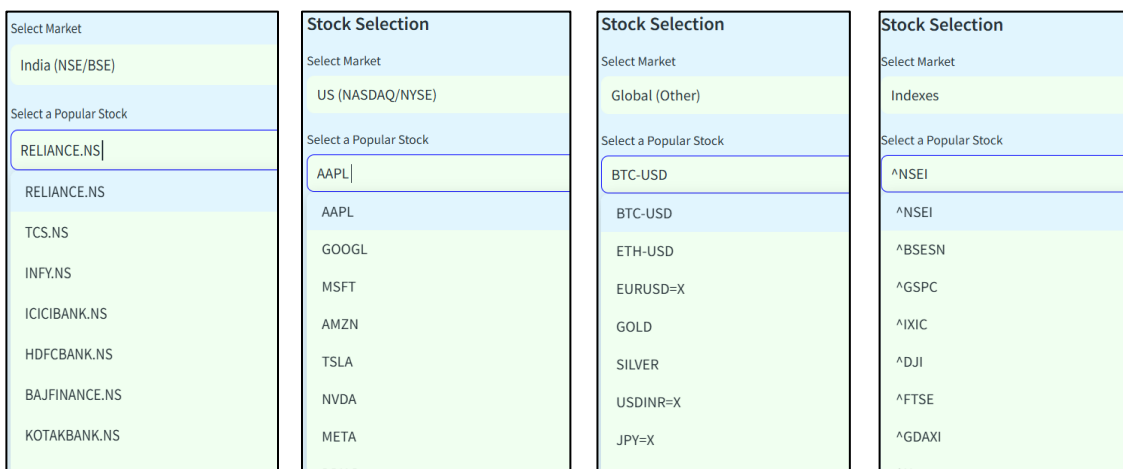 Select Market
India (NSE/BSE)
Select a Popular Stock
RELIANCE.NS
RELIANCE.NS
TCS.NS
INFY.NS
ICICIBANK.NS
HDFCBANK.NS
BAJFINANCE.NS
KOTAKBANK.NS
Stock Selection
Select Market
US (NASDAQ/NYSE)
Select a Popular Stock
AAPL
AAPL
GOOGL
MSFT
AMZN
TSLA
NVDA
META
Stock Selection
Select Market
Global (Other)
Select a Popular Stock
BTC-USD
BTC-USD
ETH-USD
EURUSD=X
GOLD
SILVER
USDINR=X
JPY=X
Stock Selection
Select Market
Indexes
Select a Popular Stock
^NSEI
^NSEI
^BSESN
^GSPC
^IXIC
^DJI
^FTSE
^GDAXI